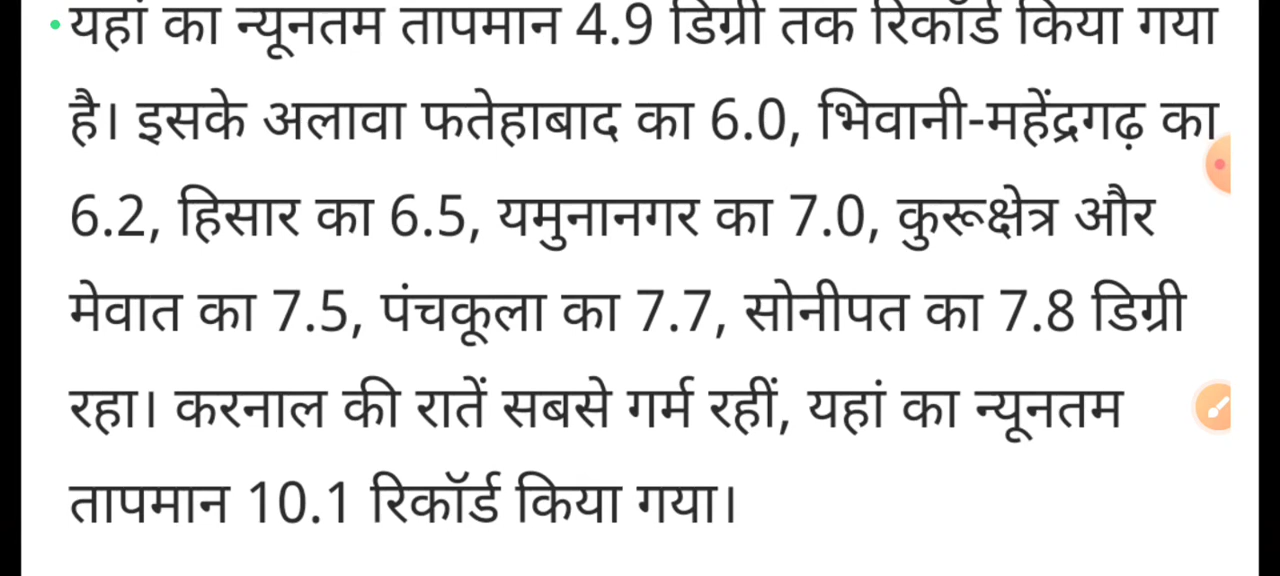 यहां का न्यूनतम तापमान 4.9 डिग्री तक रिकॉर्ड किया गया
है। इसके अलावा फतेहाबाद का 6.0, भिवानी-महेंद्रगढ़ का
6.2, हिसार का 6.5, यमुनानगर का 7.0, कुरूक्षेत्र और
मेवात का 7.5, पंचकूला का 7.7, सोनीपत का 7.8 डिग्री
रहा। करनाल की रातें सबसे गर्म रहीं, यहां का न्यूनतम
तापमान 10.1 रिकॉर्ड किया गया।